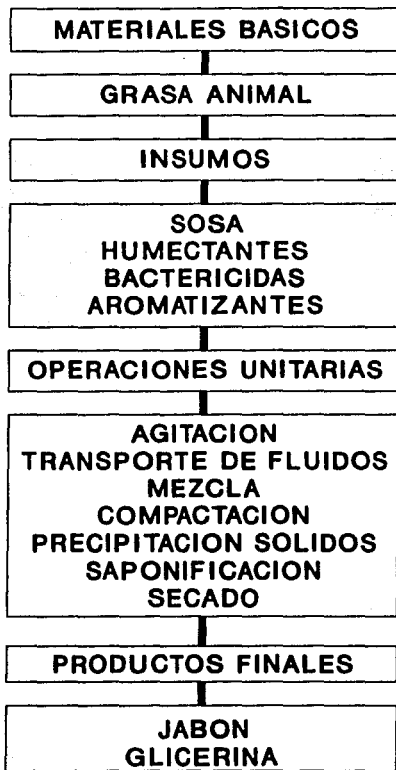 MATERIALES BASICOS
GRASA ANIMAL
INSUMOS
SOSA
HUMECTANTES
BACTERICIDAS
AROMATIZANTES
OPERACIONES UNITARIAS
AGITACION
TRANSPORTE DE FLUIDOS
MEZCLA
COMPACTACION
PRECIPITACION SOLIDOS
SAPONIFICACION
SECADO
PRODUCTOS FINALES
JABON
GLICERINA